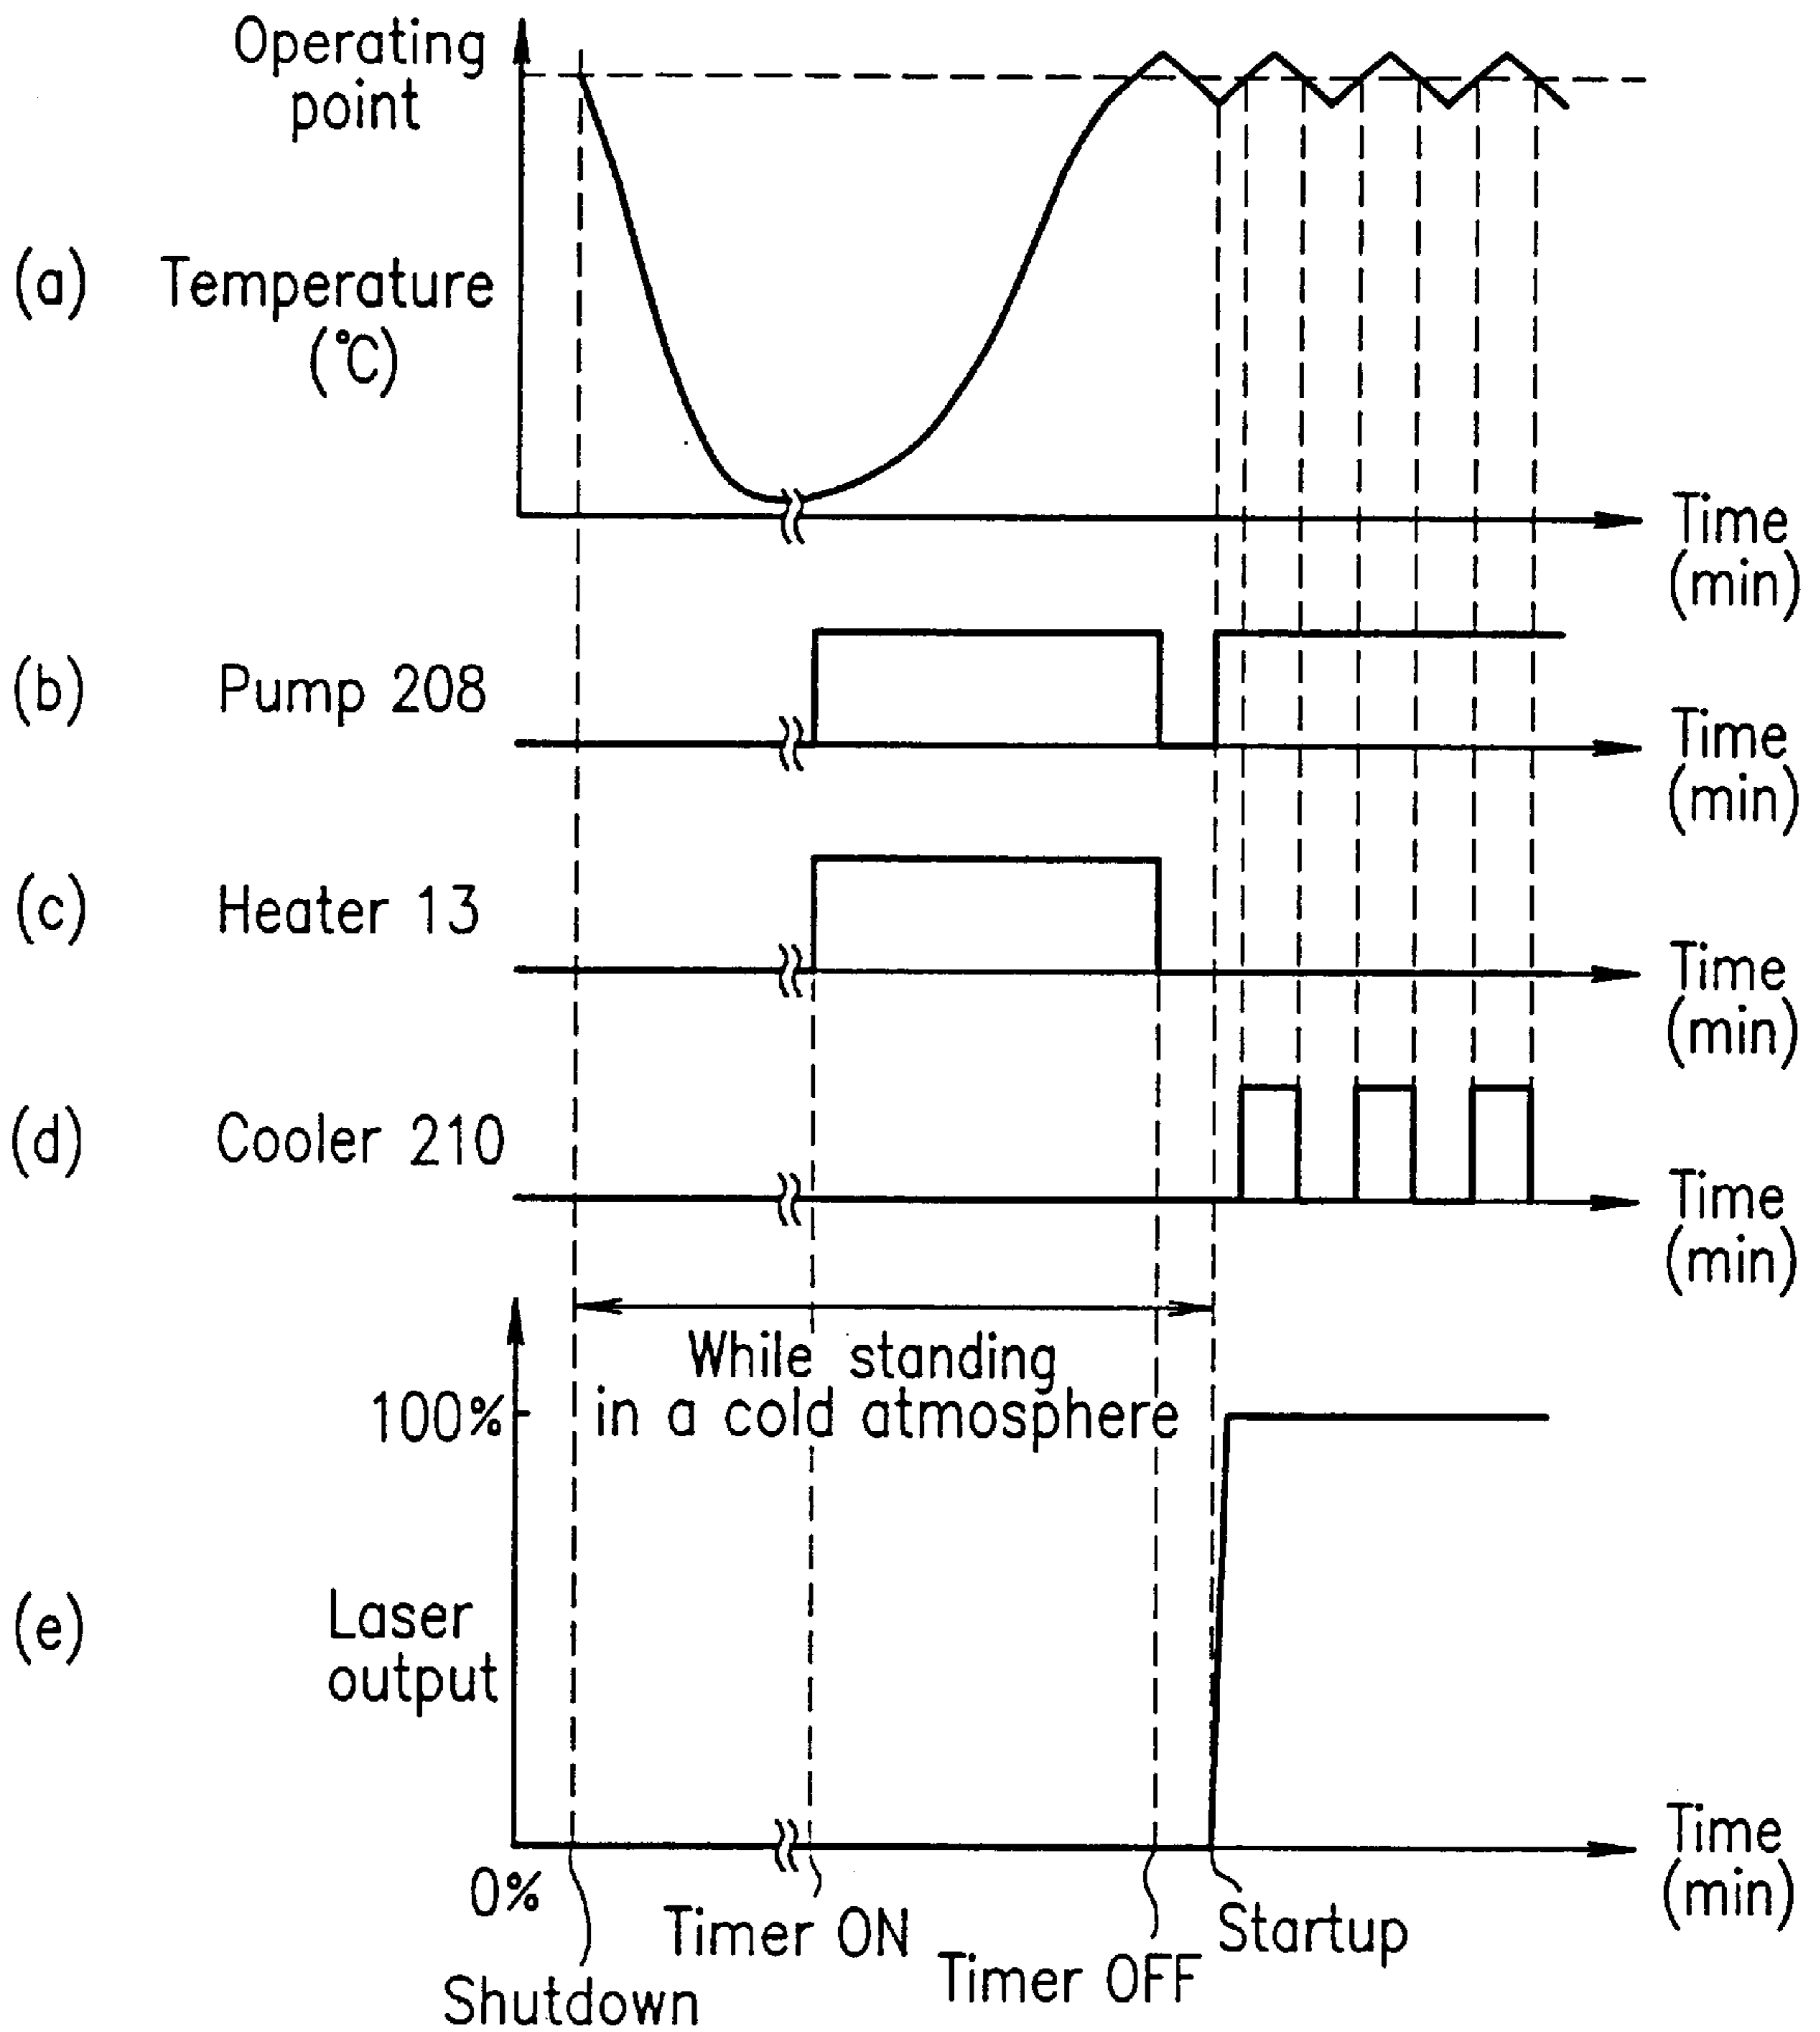 Operating
point
(a) Temperature
(°C)
Time
(min)
(b) Pump 208
Time
(min)
(c) Heater 13
Time
(min)
(d) Cooler 210
Time
(min)
While standing
in a cold atmosphere
100%
(e) Laser
output
Time
(min)
0%
Timer ON
Startup
Timer OFF
Shutdown